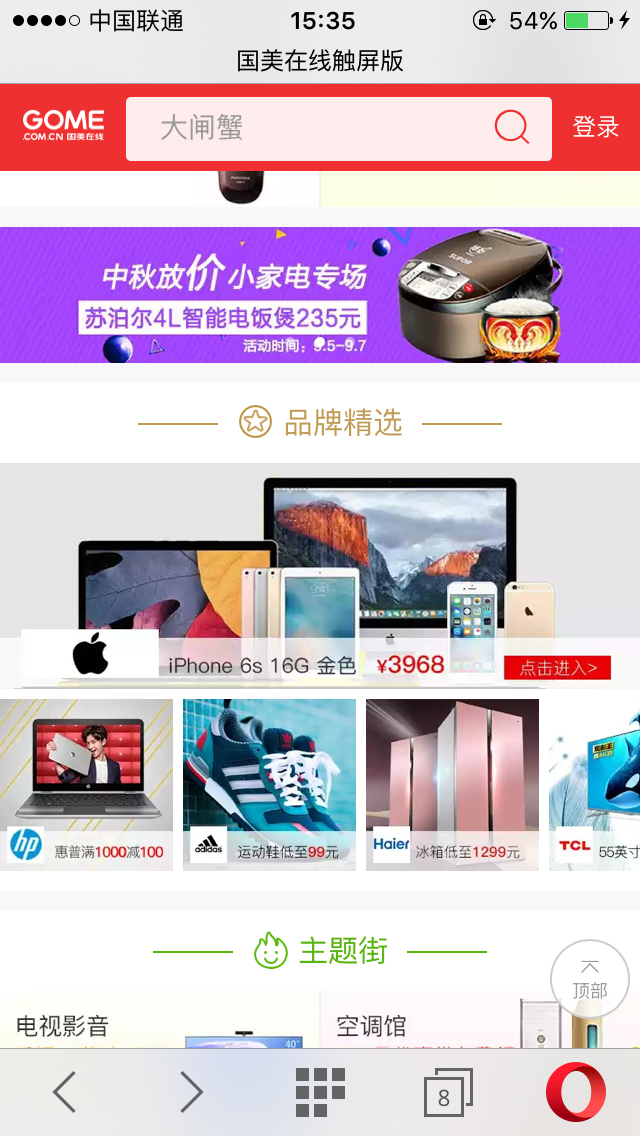 中国联通
15:35
54%
国美在线触屏版
GOME
.COM.CN 国美在线
大闸蟹
登录
中秋放价小家电专场
苏泊尔4L智能电饭煲235元
活动时间：9.5-9.7
SUPOR
品牌精选
iPhone 6s 16G 金色 ¥3968
点击进入>
hp
惠普满1000减100
adidas
运动鞋低至99元
Haier
冰箱低至1299元
TCL
55英寸
主题街
顶部
电视影音
空调馆
40"
8